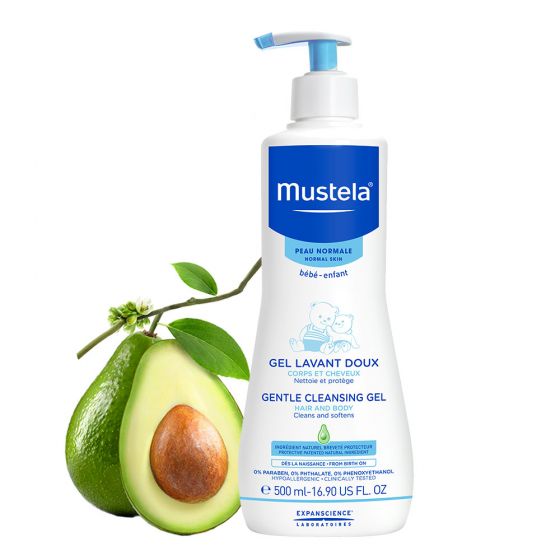 mustela®
PEAU NORMALE
NORMAL SKIN
bébé - enfant
GEL LAVANT DOUX
CORPS ET CHEVEUX
Nettoie et protège
GENTLE CLEANSING GEL
HAIR AND BODY
Cleans and softens
INGRÉDIENT NATUREL BREVETÉ PROTECTEUR
PROTECTIVE PATENTED NATURAL INGREDIENT
DÈS LA NAISSANCE • FROM BIRTH ON
0% PARABEN, 0% PHTHALATE, 0% PHENOXYETHANOL
HYPOALLERGENIC • CLINICALLY TESTED
℮ 500 ml-16.90 US FL. OZ
EXPANSCIENCE®
LABORATOIRES